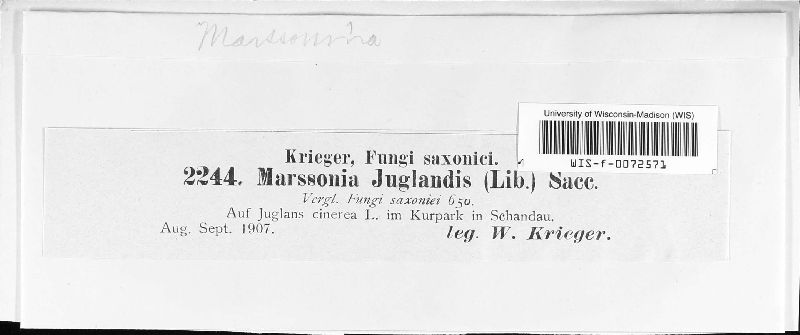 Marssonina
University of Wisconsin-Madison (WIS)
WIS-f-0072571
Krieger, Fungi saxonici.
2244. Marssonia Juglandis (Lib.) Sacc.
Vergl. Fungi saxoniei 650.
Auf Juglans cinerea L. im Kurpark in Schandau.
Aug. Sept. 1907.
leg. W. Krieger.